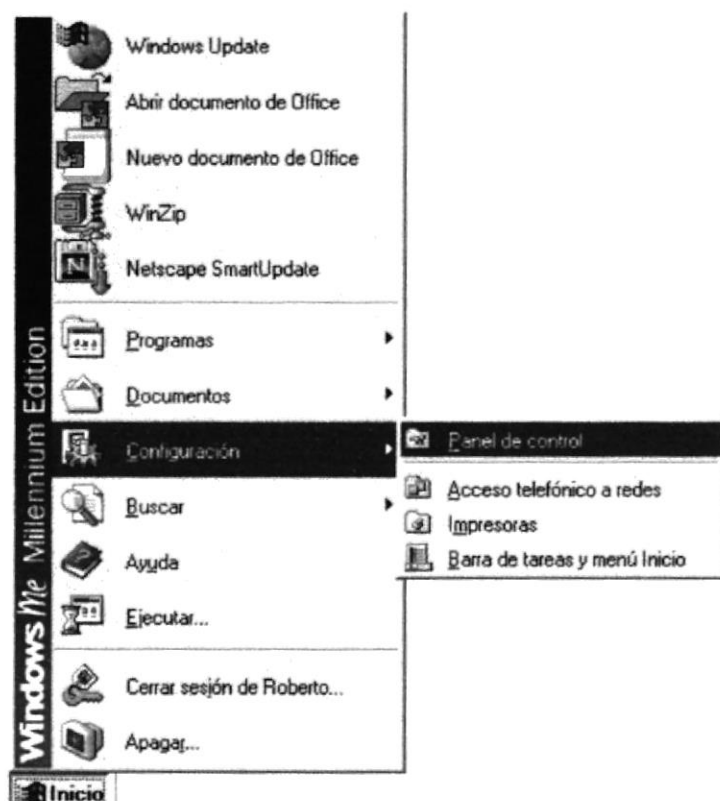 Windows Update
Abrir documento de Office
Nuevo documento de Office
WinZip
Netscape SmartUpdate
Programas
Documentos
Configuración
Buscar
Ayuda
Ejecutar...
Cerrar sesión de Roberto...
Apagar...
Panel de control
Acceso telefónico a redes
Impresoras
Barra de tareas y menú Inicio
Windows Me Millennium Edition
Inicio